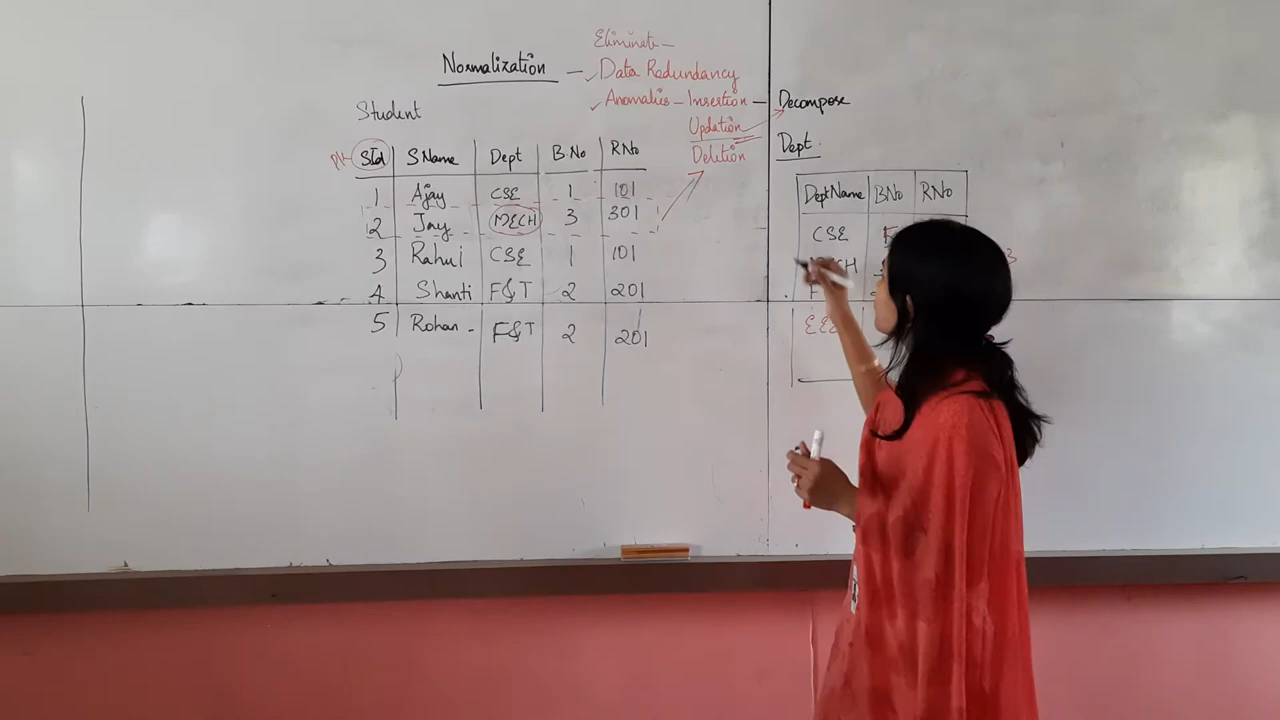 Eliminate-
Normalization - ✓ Data Redundancy
✓ Anomalies - Insertion - Decompose
Student
Updation
Deletion
Dept.
PK SId SName Dept B.No RNo
1 Ajay CSE 1 101
2 Jay MECH 3 301
3 Rahul CSE 1 101
4 Shanti F&T 2 201
5 Rohan - F&T 2 201
DeptName BNo RNo
CSE
3
EEE